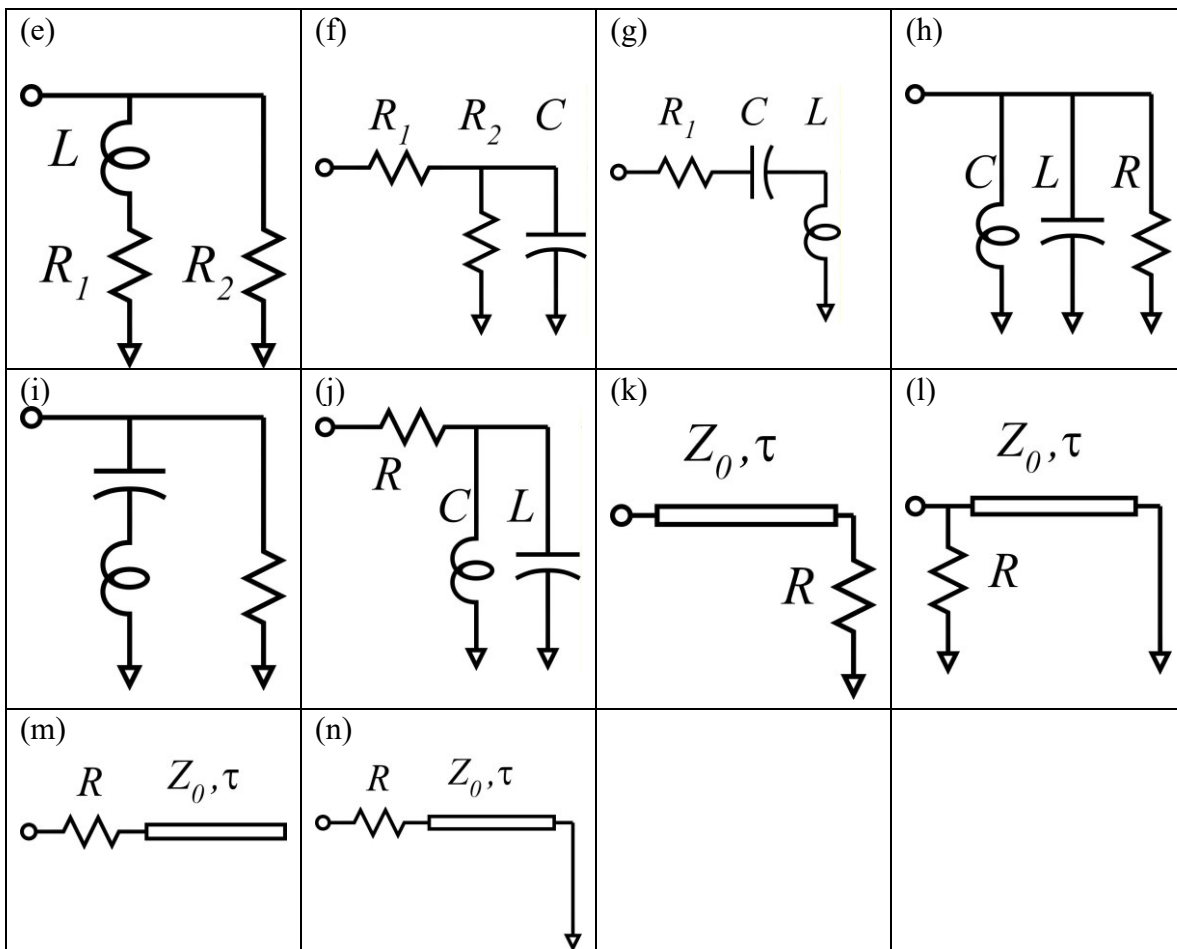 (e)
L
R1
R2
(f)
R1 R2 C
(g)
R1 C L
(h)
C L R
(i)
(j)
R
C L
(k)
Z0,τ
R
(l)
Z0,τ
R
(m)
R Z0,τ
(n)
R Z0,τ